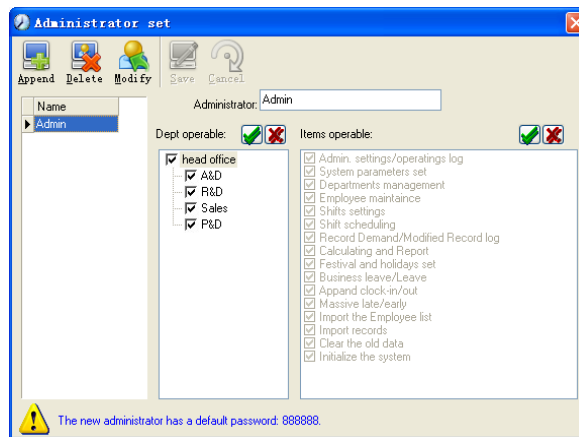 Administrator set
Append Delete Modify Save Cancel
Name
Admin
Administrator: Admin
Dept operable:
head office
A&D
R&D
Sales
P&D
Items operable:
Admin. settings/operatings log
System parameters set
Departments management
Employee maintaince
Shifts settings
Shift scheduling
Record Demand/Modified Record log
Calculating and Report
Festival and holidays set
Business leave/Leave
Appand clock-in/out
Massive late/early
Import the Employee list
Import records
Clear the old data
Initialize the system
The new administrator has a default password: 888888.